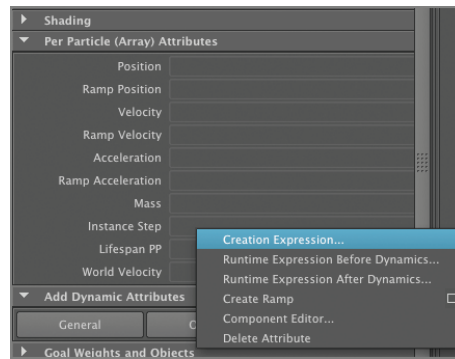 Shading
Per Particle (Array) Attributes
Position
Ramp Position
Velocity
Ramp Velocity
Acceleration
Ramp Acceleration
Mass
Instance Step
Lifespan PP
World Velocity
Creation Expression...
Runtime Expression Before Dynamics...
Runtime Expression After Dynamics...
Create Ramp
Component Editor...
Delete Attribute
Add Dynamic Attributes
General
Goal Weights and Objects